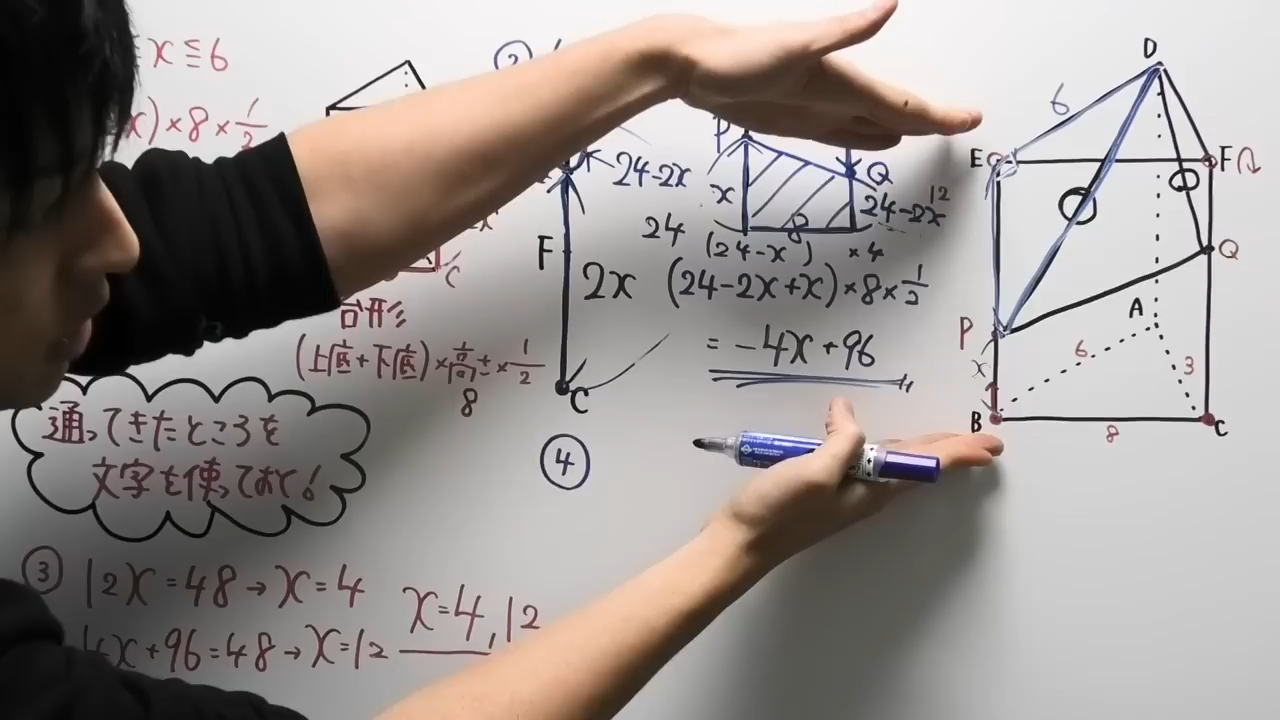 x ≦ 6
)×8×1/2
C
台形
(上底+下底)×高さ×1/2
8
通ってきたところを
文字を使っておく!
③ 12x=48→x=4
x+96=48→x=12
x=4,12
②
24-2x
F
2x
C
P
Q
x
8
24-2x
12
24
(24-x)
×4
(24-2x+x)×8×1/2
=-4x+96
④
D
6
E
F
Q
P
A
x
6
3
B
8
C